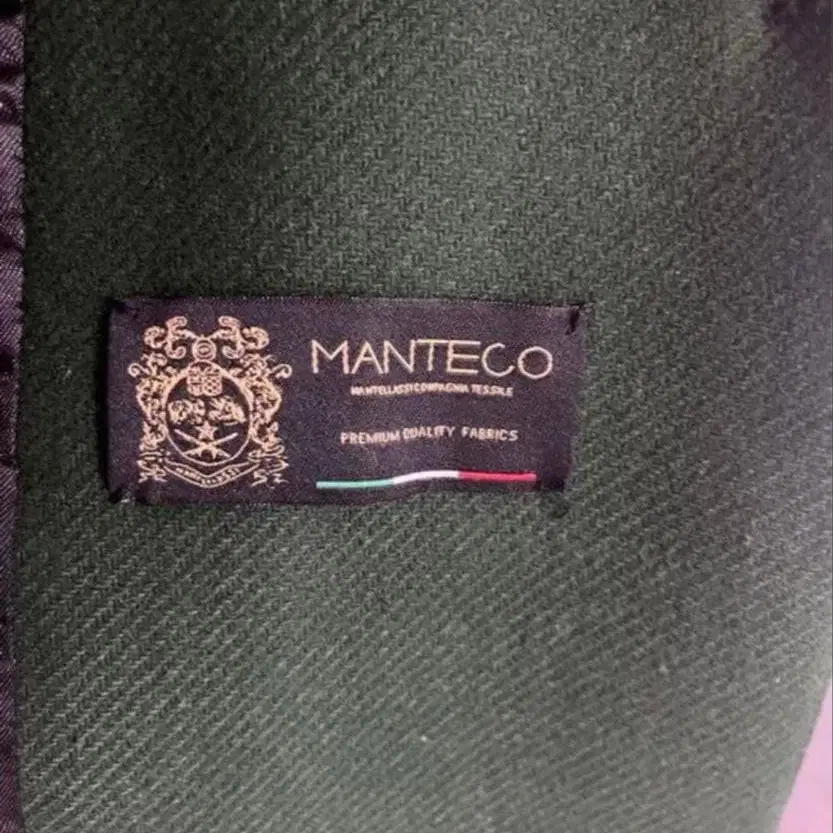 MANTECO
MANTELLASSI COMPAGNIA TESSILE
PREMIUM QUALITY FABRICS